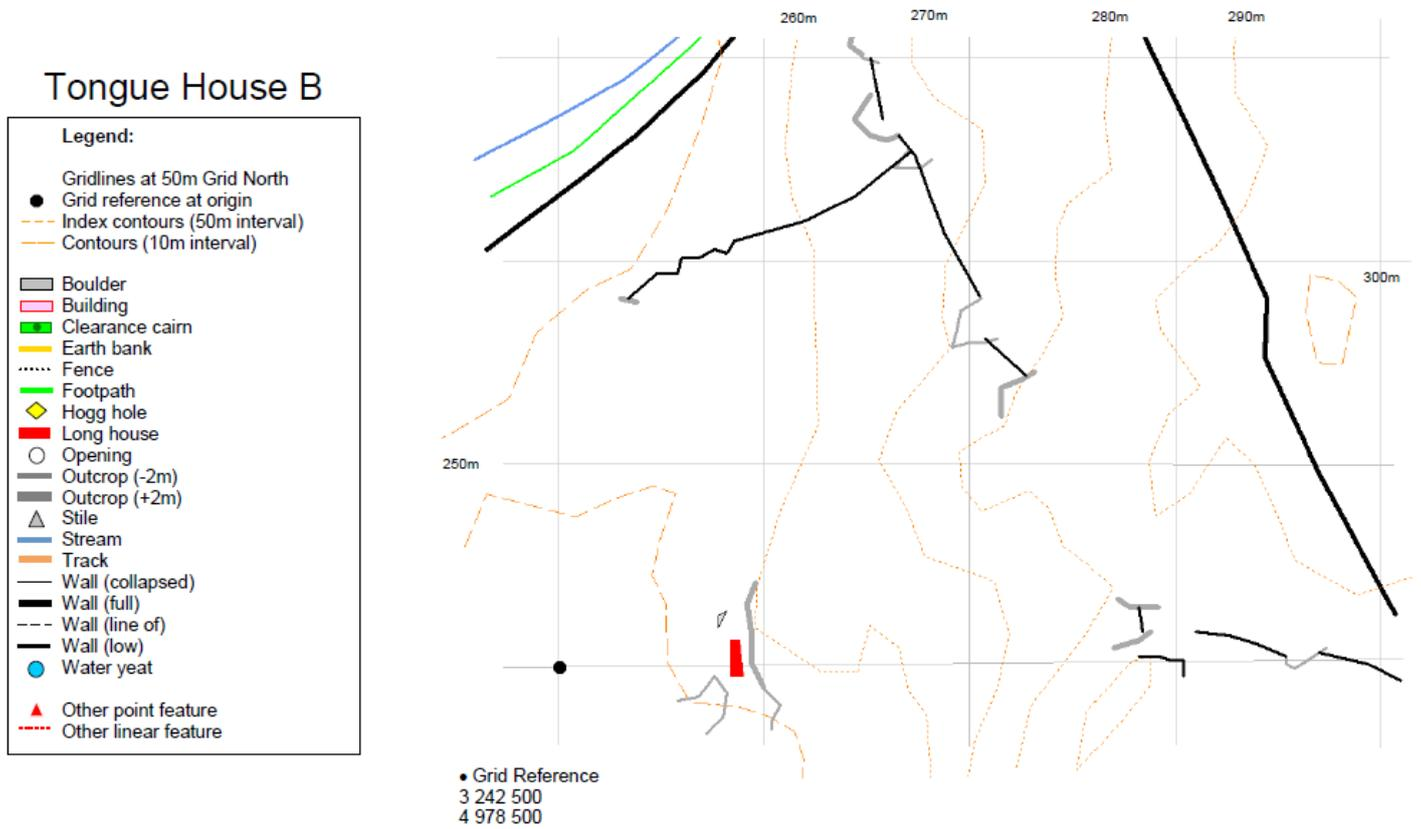 260m
270m
280m
290m
Tongue House B
Legend:
Gridlines at 50m Grid North
Grid reference at origin
Index contours (50m interval)
Contours (10m interval)
Boulder
Building
Clearance cairn
Earth bank
Fence
Footpath
Hogg hole
Long house
Opening
Outcrop (-2m)
Outcrop (+2m)
Stile
Stream
Track
Wall (collapsed)
Wall (full)
Wall (line of)
Wall (low)
Water yeat
Other point feature
Other linear feature
300m
250m
• Grid Reference
3 242 500
4 978 500